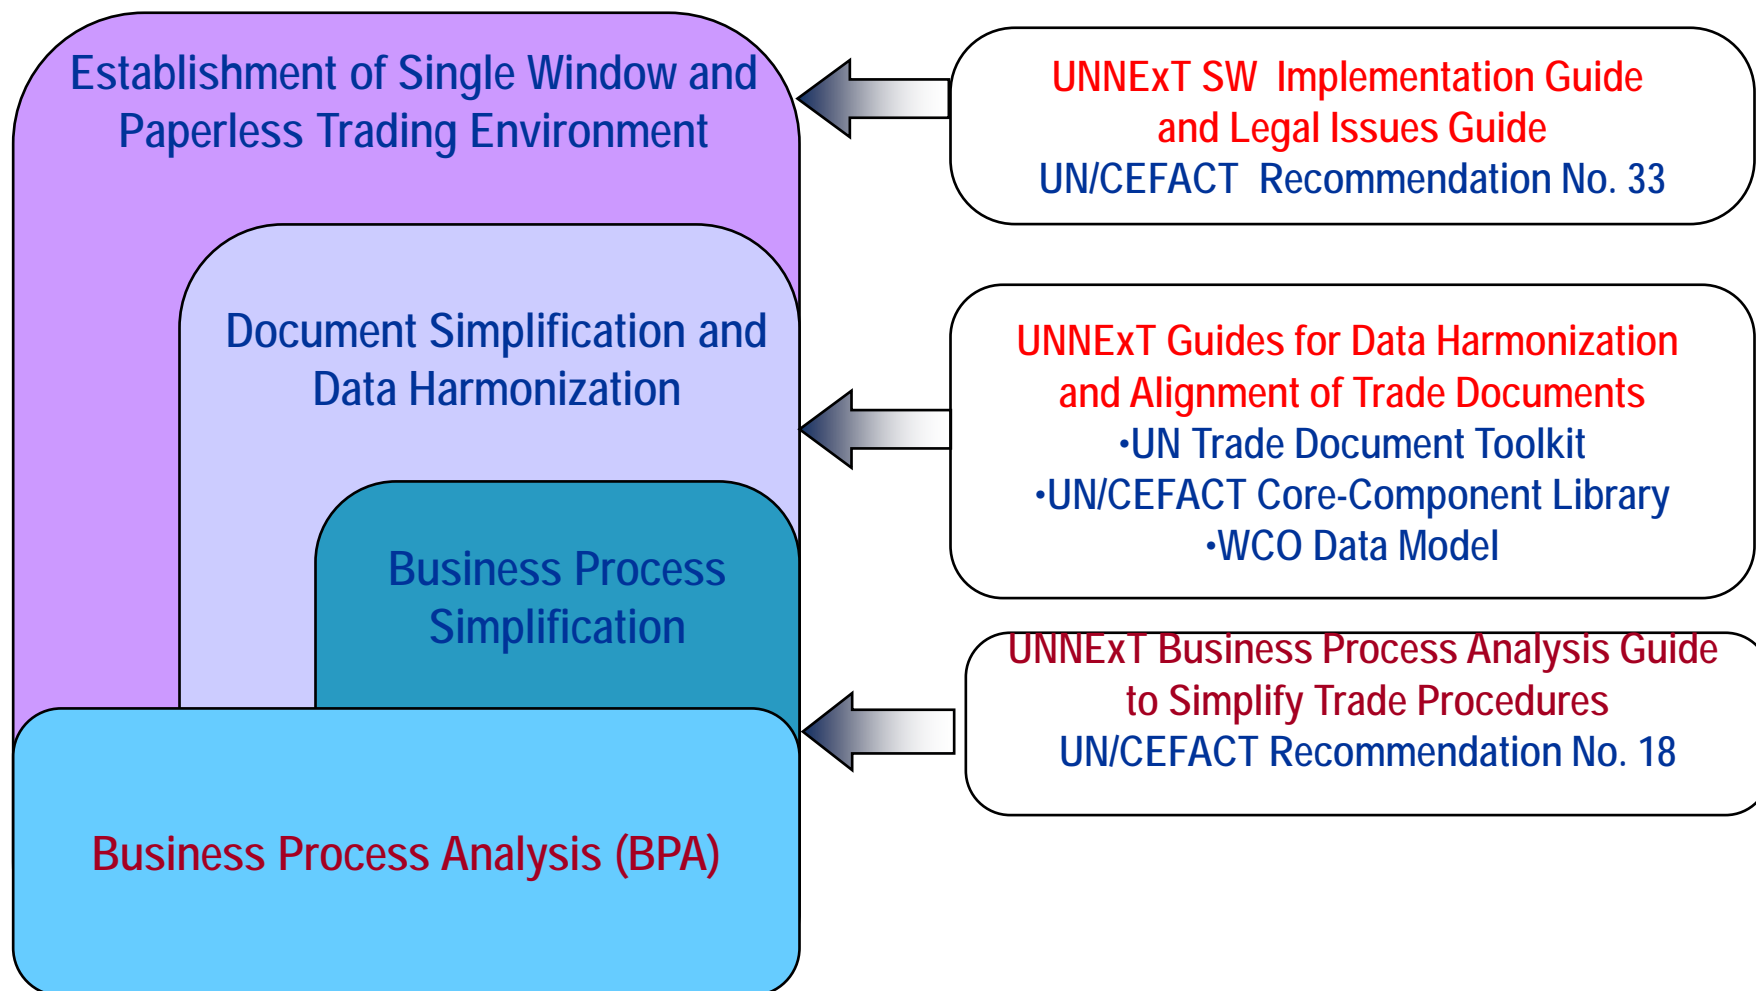 Establishment of Single Window and
Paperless Trading Environment
UNNExT SW Implementation Guide
and Legal Issues Guide
UN/CEFACT Recommendation No. 33
Document Simplification and
Data Harmonization
UNNExT Guides for Data Harmonization
and Alignment of Trade Documents
•UN Trade Document Toolkit
•UN/CEFACT Core-Component Library
•WCO Data Model
Business Process
Simplification
UNNExT Business Process Analysis Guide
to Simplify Trade Procedures
UN/CEFACT Recommendation No. 18
Business Process Analysis (BPA)